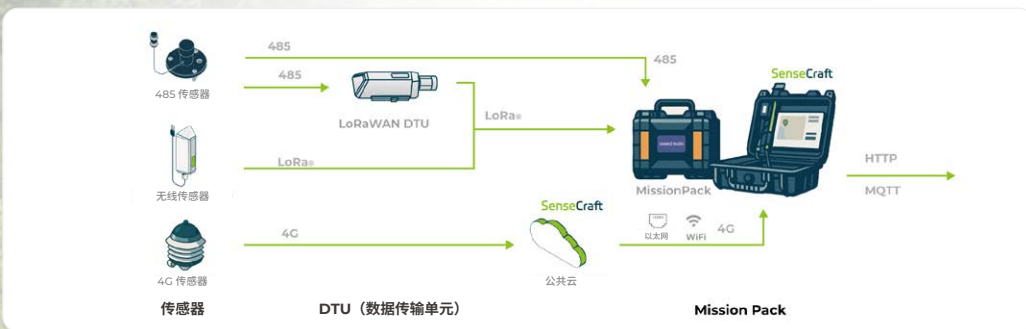 485
485
485
SenseCraft
485 传感器
LoRaWAN DTU
LoRa®
LoRa®
无线传感器
MissionPack
HTTP
MQTT
SenseCraft
4G
以太网
WiFi
4G
4G 传感器
公共云
传感器
DTU（数据传输单元）
Mission Pack